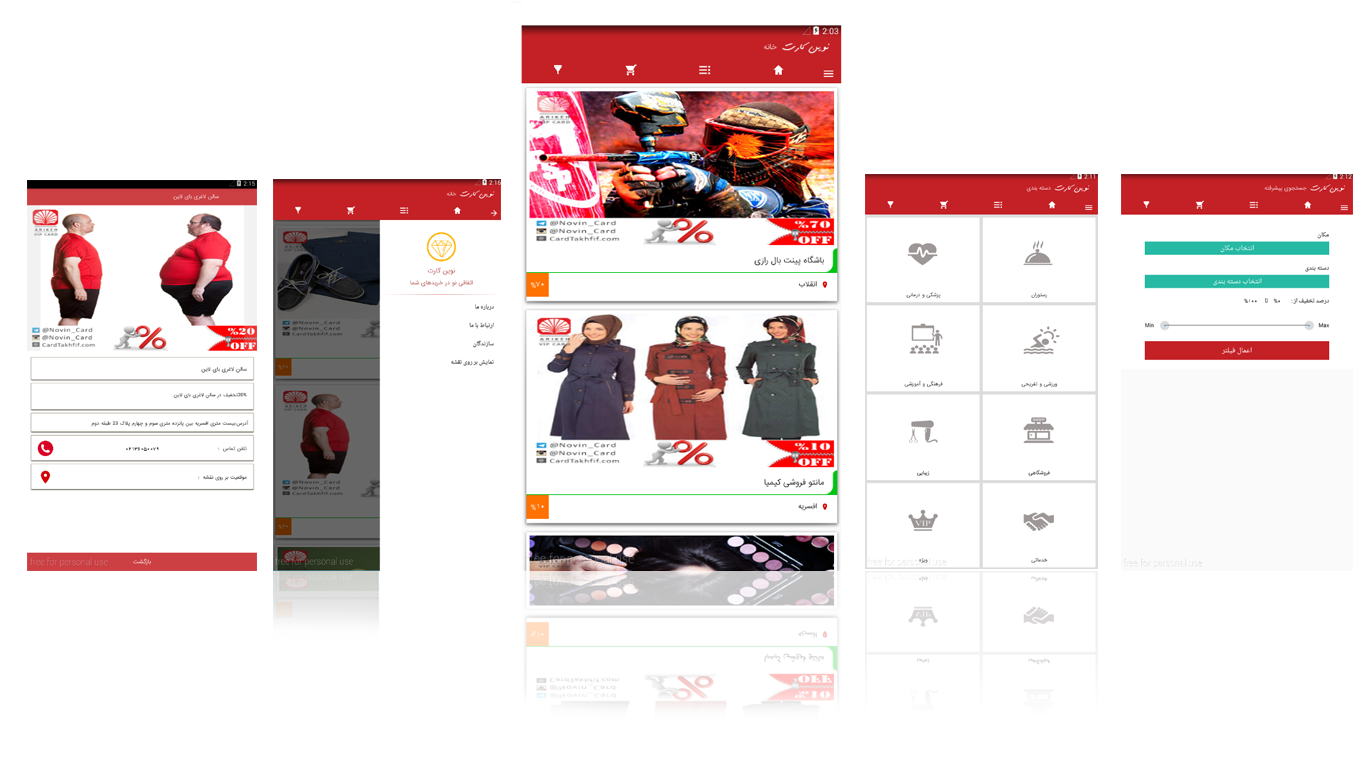 2:15
سالن لاغری بای لاین
ARIKEH
VIP CARD
@Novin_Card
@Novin_Card
CardTakhfif.com
%20
OFF
سالن لاغری بای لاین
20%تخفیف در سالن لاغری بای لاین
آدرس:بیست متری افسریه بین پانزده متری سوم و چهارم پلاک 23 طبقه دوم
تلفن تماس :
موقعیت بر روی نقشه :
free for personal use
بازگشت
2:16
نوین کارت خانه
نوین کارت
اتفاقی نو در خریدهای شما
درباره ما
ارتباط با ما
سازندگان
نمایش بر روی نقشه
free for personal use
2:03
نوین کارت خانه
ARIKEH
VIP CARD
@Novin_Card
@Novin_Card
CardTakhfif.com
%70
OFF
باشگاه پینت بال رازی
انقلاب
%۷۰
ARIKEH
VIP CARD
@Novin_Card
@Novin_Card
CardTakhfif.com
%10
OFF
مانتو فروشی کیمیا
افسریه
%۱۰
free for personal use
2:11
نوین کارت دسته بندی
رستوران
پزشکی و درمانی
ورزشی و تفریحی
فرهنگی و آموزشی
فروشگاهی
زیبایی
VIP
خدماتی
ویژه
free for personal use
2:12
نوین کارت جستجوی پیشرفته
مکان
انتخاب مکان
دسته بندی
انتخاب دسته بندی
درصد تخفیف از : %۰ %۱۰۰
Min
Max
اعمال فیلتر
free for personal use